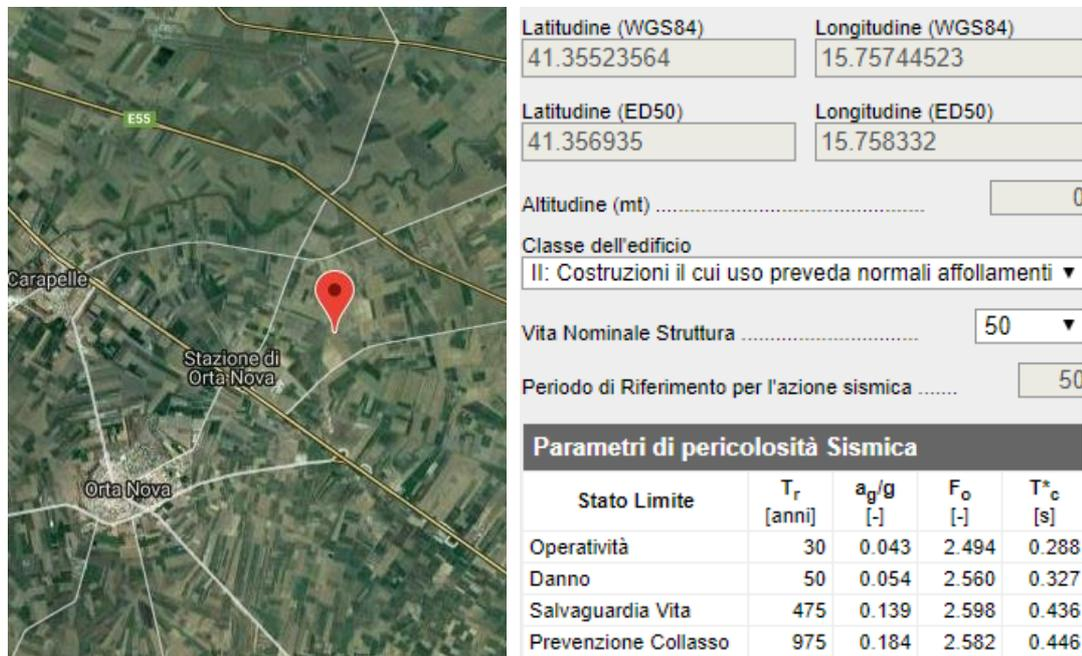 E55
Carapelle
Stazione di
Orta Nova
Orta Nova
Latitudine (WGS84) Longitudine (WGS84)
41.35523564 15.75744523
Latitudine (ED50) Longitudine (ED50)
41.356935 15.758332
Altitudine (mt) ................................................ 0
Classe dell'edificio
II: Costruzioni il cui uso preveda normali affollamenti ▼
Vita Nominale Struttura ................................ 50 ▼
Periodo di Riferimento per l'azione sismica ....... 50
Parametri di pericolosità Sismica
Stato Limite Tr [anni] ag/g [-] Fo [-] T*c [s]
Operatività 30 0.043 2.494 0.288
Danno 50 0.054 2.560 0.327
Salvaguardia Vita 475 0.139 2.598 0.436
Prevenzione Collasso 975 0.184 2.582 0.446